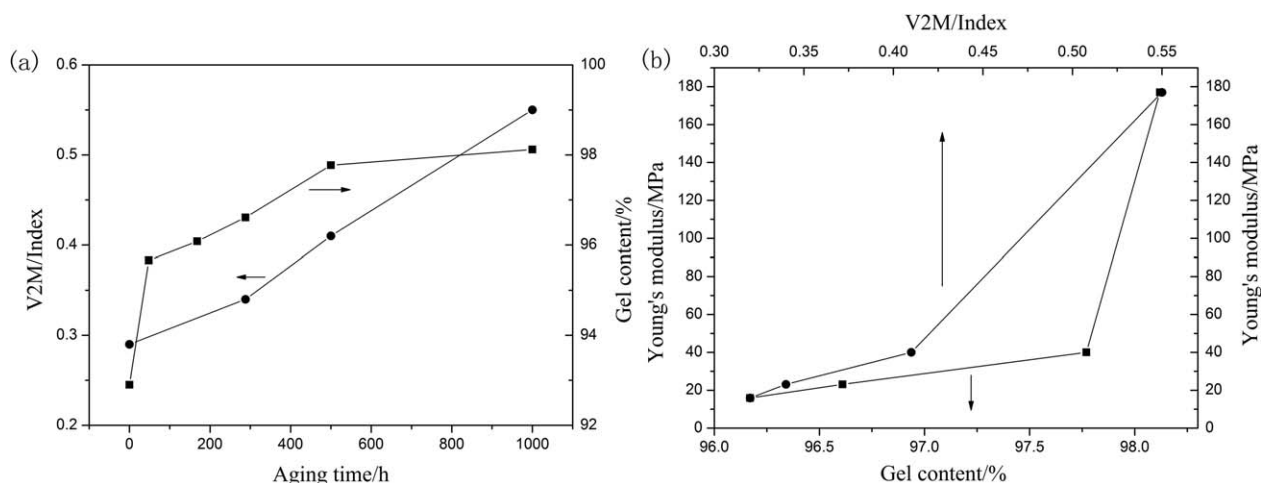 (a)
0.6
0.5
0.4
0.3
0.2
V2M/Index
0 200 400 600 800 1000
Aging time/h
100
98
96
94
92
Gel content/%
(b)
V2M/Index
0.30 0.35 0.40 0.45 0.50 0.55
180
160
140
120
100
80
60
40
20
0
Young's modulus/MPa
96.0 96.5 97.0 97.5 98.0
Gel content/%
180
160
140
120
100
80
60
40
20
0
Young's modulus/MPa